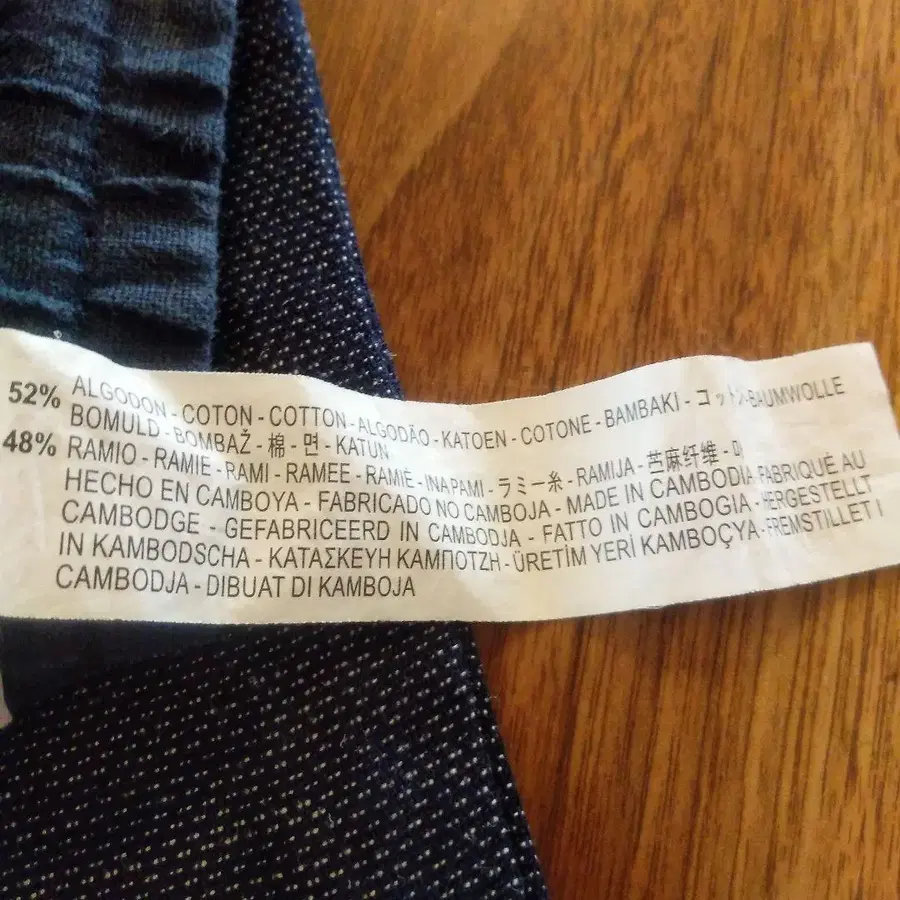 52% ALGODON - COTON - COTTON - ALGODÃO - KATOEN - COTONE - BAMBAKI - コットン - BAUMWOLLE
BOMULD - BOMBAŽ - 棉 - 면 - KATUN
48% RAMIO - RAMIE - RAMI - RAMEE - RAMIÈ - INAPAMI - ラミー糸 - RAMIJA - 苎麻纤维 -
HECHO EN CAMBOYA - FABRICADO NO CAMBOJA - MADE IN CAMBODIA FABRIQUÉ AU
CAMBODGE - GEFABRICEERD IN CAMBODJA - FATTO IN CAMBOGIA - HERGESTELLT
IN KAMBODSCHA - ΚΑΤΑΣΚΕΥΗ ΚΑΜΠΟΤΖΗ - ÜRETİM YERİ KAMBOÇYA - FREMSTILLET I
CAMBODJA - DIBUAT DI KAMBOJA